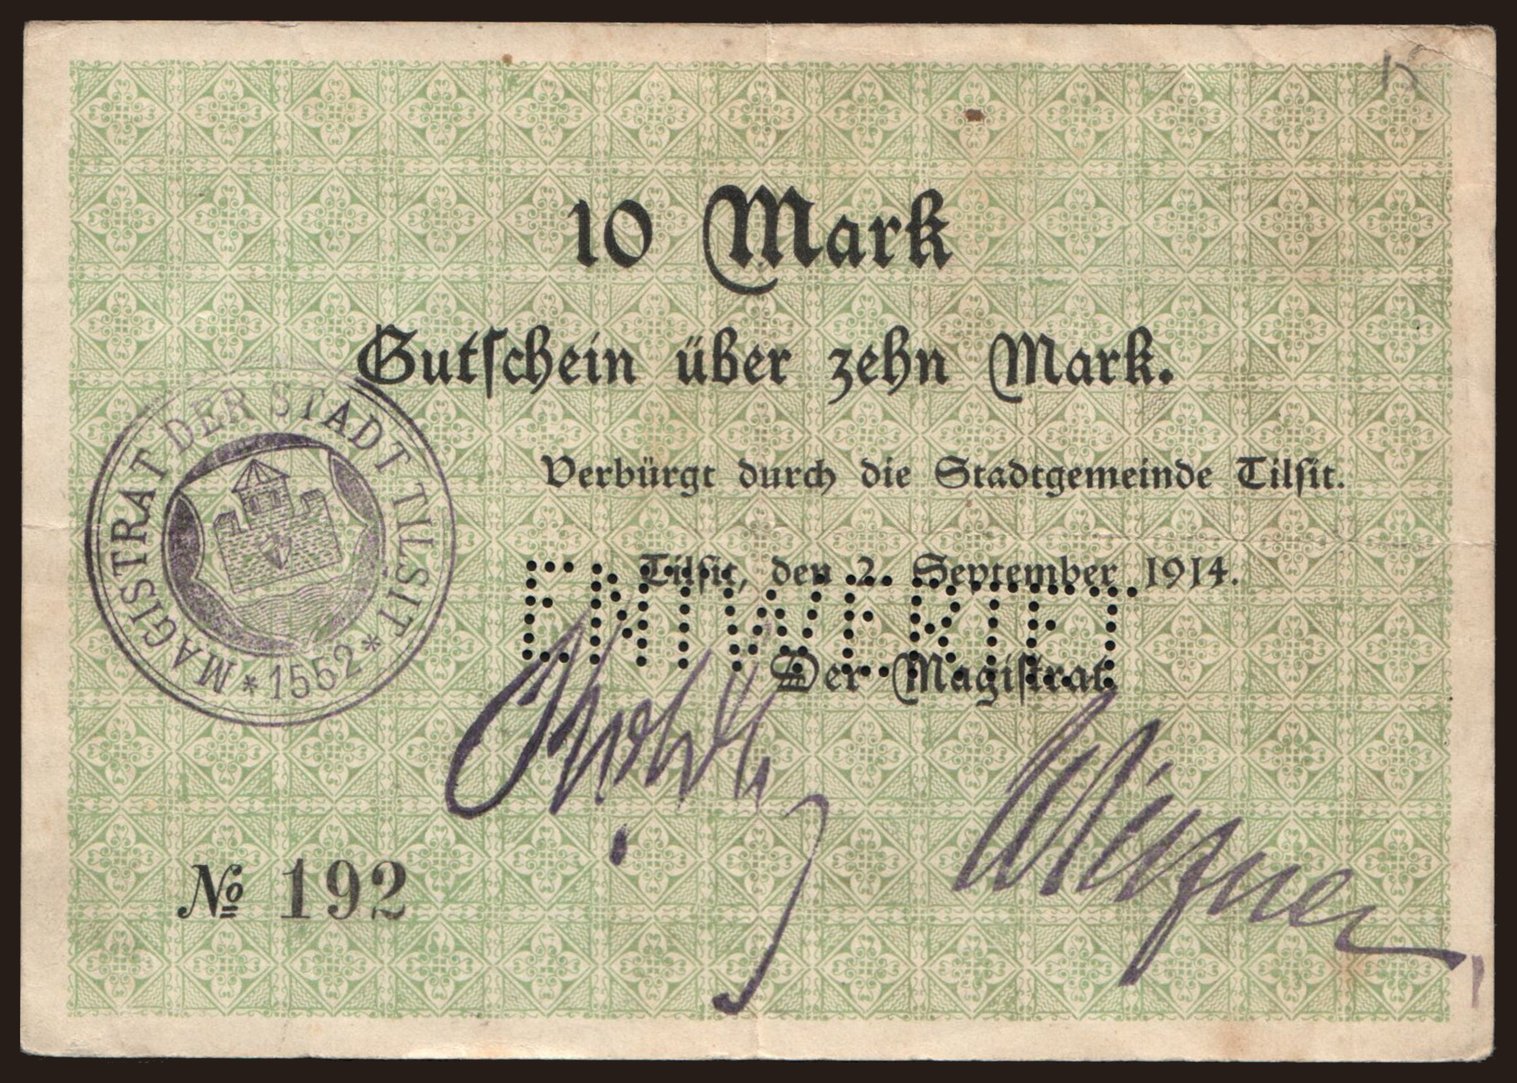 15
10 Mark
Gutschein über zehn Mark.
MAGISTRAT DER STADT TILSIT
* 1552 *
Verbürgt durch die Stadtgemeinde Tilsit.
Tilsit, den 2. September 1914.
ENTWERTET
Der Magistrat
№ 192